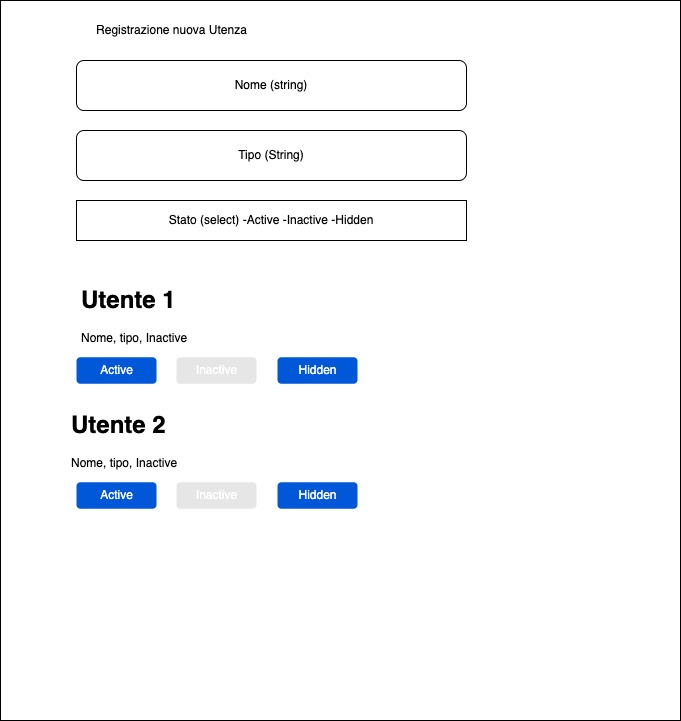 Registrazione nuova Utenza
Nome (string)
Tipo (String)
Stato (select) -Active -Inactive -Hidden
Utente 1
Nome, tipo, Inactive
Active Inactive Hidden
Utente 2
Nome, tipo, Inactive
Active Inactive Hidden